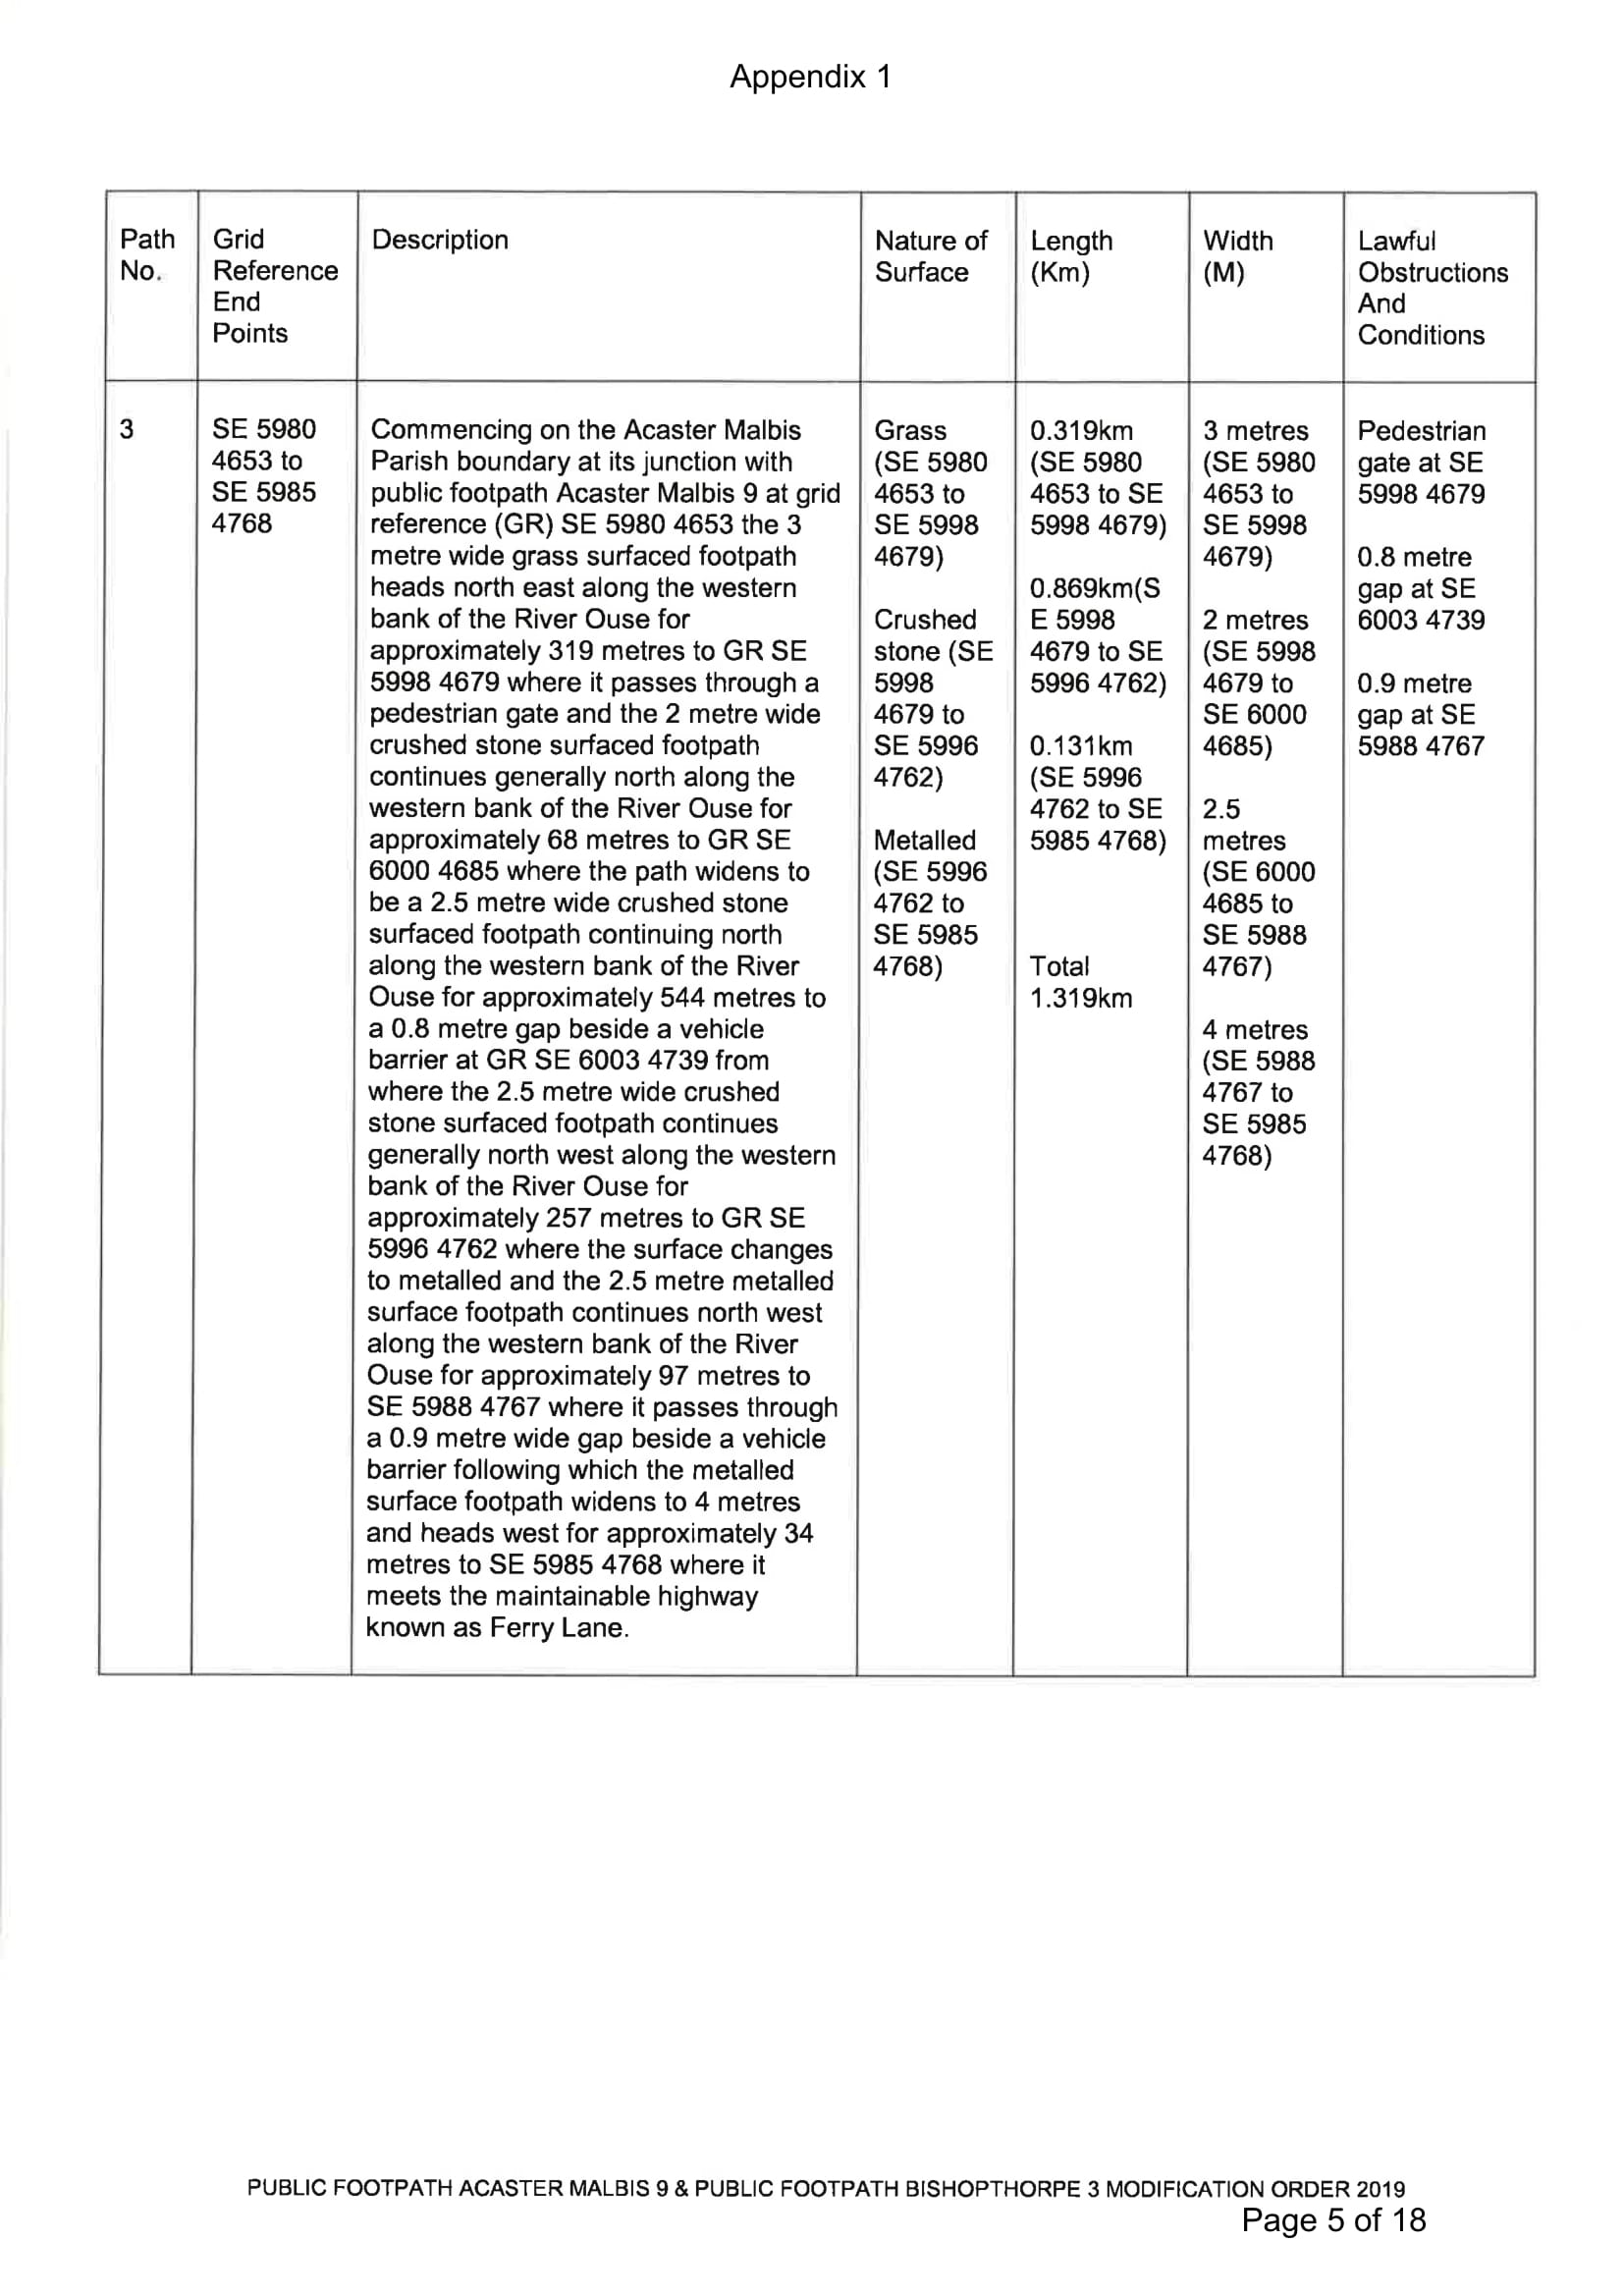 Appendix 1
Path
No.
Grid
Reference
End
Points
Description
Nature of
Surface
Length
(Km)
Width
(M)
Lawful
Obstructions
And
Conditions
3
SE 5980
4653 to
SE 5985
4768
Commencing on the Acaster Malbis
Parish boundary at its junction with
public footpath Acaster Malbis 9 at grid
reference (GR) SE 5980 4653 the 3
metre wide grass surfaced footpath
heads north east along the western
bank of the River Ouse for
approximately 319 metres to GR SE
5998 4679 where it passes through a
pedestrian gate and the 2 metre wide
crushed stone surfaced footpath
continues generally north along the
western bank of the River Ouse for
approximately 68 metres to GR SE
6000 4685 where the path widens to
be a 2.5 metre wide crushed stone
surfaced footpath continuing north
along the western bank of the River
Ouse for approximately 544 metres to
a 0.8 metre gap beside a vehicle
barrier at GR SE 6003 4739 from
where the 2.5 metre wide crushed
stone surfaced footpath continues
generally north west along the western
bank of the River Ouse for
approximately 257 metres to GR SE
5996 4762 where the surface changes
to metalled and the 2.5 metre metalled
surface footpath continues north west
along the western bank of the River
Ouse for approximately 97 metres to
SE 5988 4767 where it passes through
a 0.9 metre wide gap beside a vehicle
barrier following which the metalled
surface footpath widens to 4 metres
and heads west for approximately 34
metres to SE 5985 4768 where it
meets the maintainable highway
known as Ferry Lane.
Grass
(SE 5980
4653 to
SE 5998
4679)
Crushed
stone (SE
5998
4679 to
SE 5996
4762)
Metalled
(SE 5996
4762 to
SE 5985
4768)
0.319km
(SE 5980
4653 to SE
5998 4679)
0.869km(S
E 5998
4679 to SE
5996 4762)
0.131km
(SE 5996
4762 to SE
5985 4768)
Total
1.319km
3 metres
(SE 5980
4653 to
SE 5998
4679)
2 metres
(SE 5998
4679 to
SE 6000
4685)
2.5
metres
(SE 6000
4685 to
SE 5988
4767)
4 metres
(SE 5988
4767 to
SE 5985
4768)
Pedestrian
gate at SE
5998 4679
0.8 metre
gap at SE
6003 4739
0.9 metre
gap at SE
5988 4767
PUBLIC FOOTPATH ACASTER MALBIS 9 & PUBLIC FOOTPATH BISHOPTHORPE 3 MODIFICATION ORDER 2019
Page 5 of 18